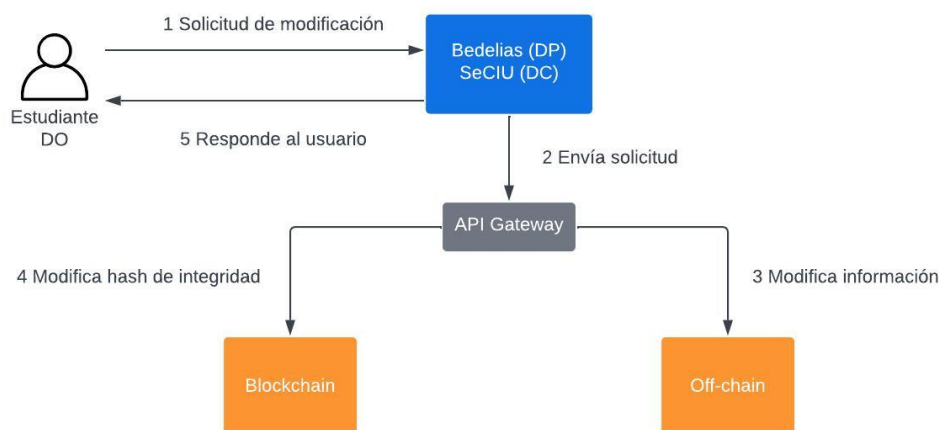 1 Solicitud de modificación
Bedelias (DP)
SeCIU (DC)
Estudiante
DO
5 Responde al usuario
2 Envía solicitud
API Gateway
4 Modifica hash de integridad
3 Modifica información
Blockchain
Off-chain